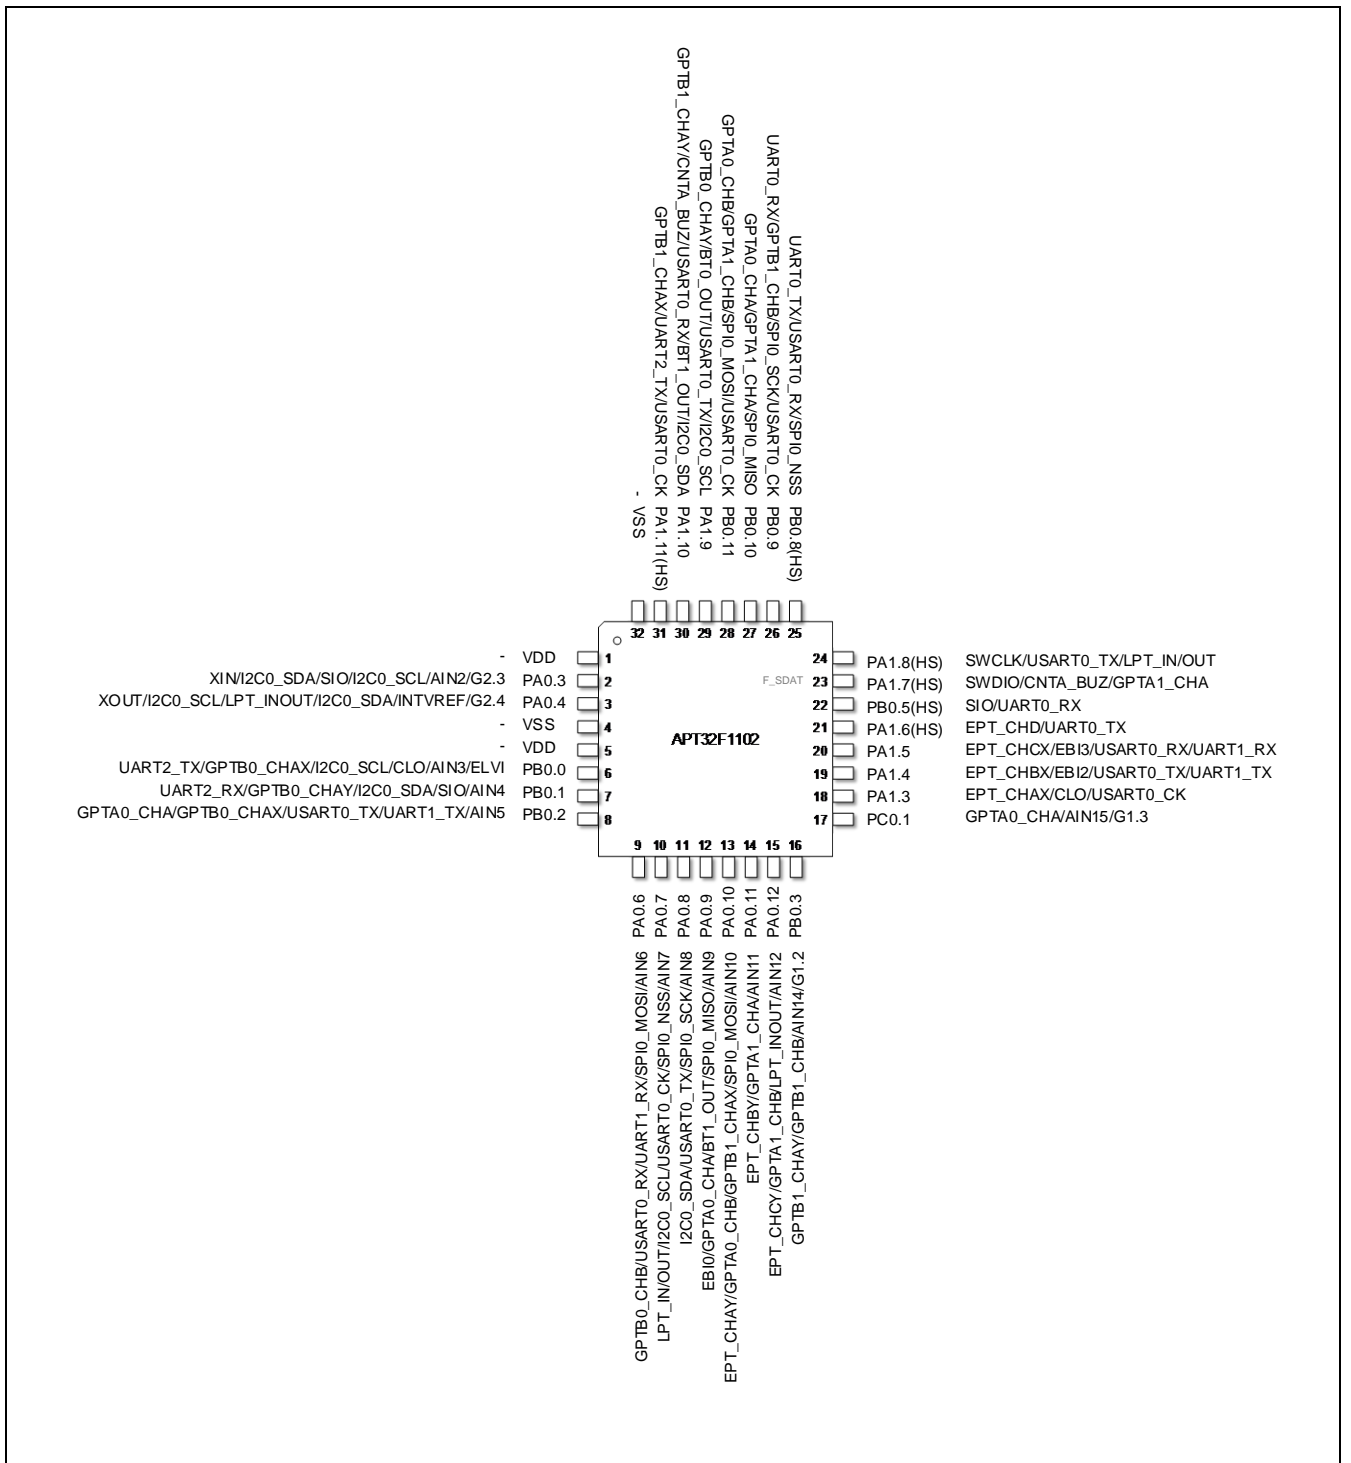 GPTB1_CHAX/UART2_TX/USART0_CK PA1.11(HS)
GPTB1_CHAY/CNTA_BUZ/USART0_RX/BT1_OUT/I2C0_SDA PA1.10
GPTB0_CHAY/BT0_OUT/USART0_TX/I2C0_SCL PA1.9
GPTA0_CHB/GPTA1_CHB/SPI0_MOSI/USART0_CK PB0.11
GPTA0_CHA/GPTA1_CHA/SPI0_MISO PB0.10
UART0_RX/GPTB1_CHB/SPI0_SCK/USART0_CK PB0.9
UART0_TX/USART0_RX/SPI0_NSS PB0.8(HS)
- VSS
32 31 30 29 28 27 26 25
- VDD 1
XIN/I2C0_SDA/SIO/I2C0_SCL/AIN2/G2.3 PA0.3 2
XOUT/I2C0_SCL/LPT_INOUT/I2C0_SDA/INTVREF/G2.4 PA0.4 3
- VSS 4
- VDD 5
UART2_TX/GPTB0_CHAX/I2C0_SCL/CLO/AIN3/ELVI PB0.0 6
UART2_RX/GPTB0_CHAY/I2C0_SDA/SIO/AIN4 PB0.1 7
GPTA0_CHA/GPTB0_CHAX/USART0_TX/UART1_TX/AIN5 PB0.2 8
APT32F1102
24 PA1.8(HS) SWCLK/USART0_TX/LPT_IN/OUT
F_SDAT 23 PA1.7(HS) SWDIO/CNTA_BUZ/GPTA1_CHA
22 PB0.5(HS) SIO/UART0_RX
21 PA1.6(HS) EPT_CHD/UART0_TX
20 PA1.5 EPT_CHCX/EBI3/USART0_RX/UART1_RX
19 PA1.4 EPT_CHBX/EBI2/USART0_TX/UART1_TX
18 PA1.3 EPT_CHAX/CLO/USART0_CK
17 PC0.1 GPTA0_CHA/AIN15/G1.3
9 10 11 12 13 14 15 16
GPTB0_CHB/USART0_RX/UART1_RX/SPI0_MOSI/AIN6 PA0.6
LPT_IN/OUT/I2C0_SCL/USART0_CK/SPI0_NSS/AIN7 PA0.7
I2C0_SDA/USART0_TX/SPI0_SCK/AIN8 PA0.8
EBI0/GPTA0_CHA/BT1_OUT/SPI0_MISO/AIN9 PA0.9
EPT_CHAY/GPTA0_CHB/GPTB1_CHAX/SPI0_MOSI/AIN10 PA0.10
EPT_CHBY/GPTA1_CHA/AIN11 PA0.11
EPT_CHCY/GPTA1_CHB/LPT_INOUT/AIN12 PA0.12
GPTB1_CHAY/GPTB1_CHB/AIN14/G1.2 PB0.3